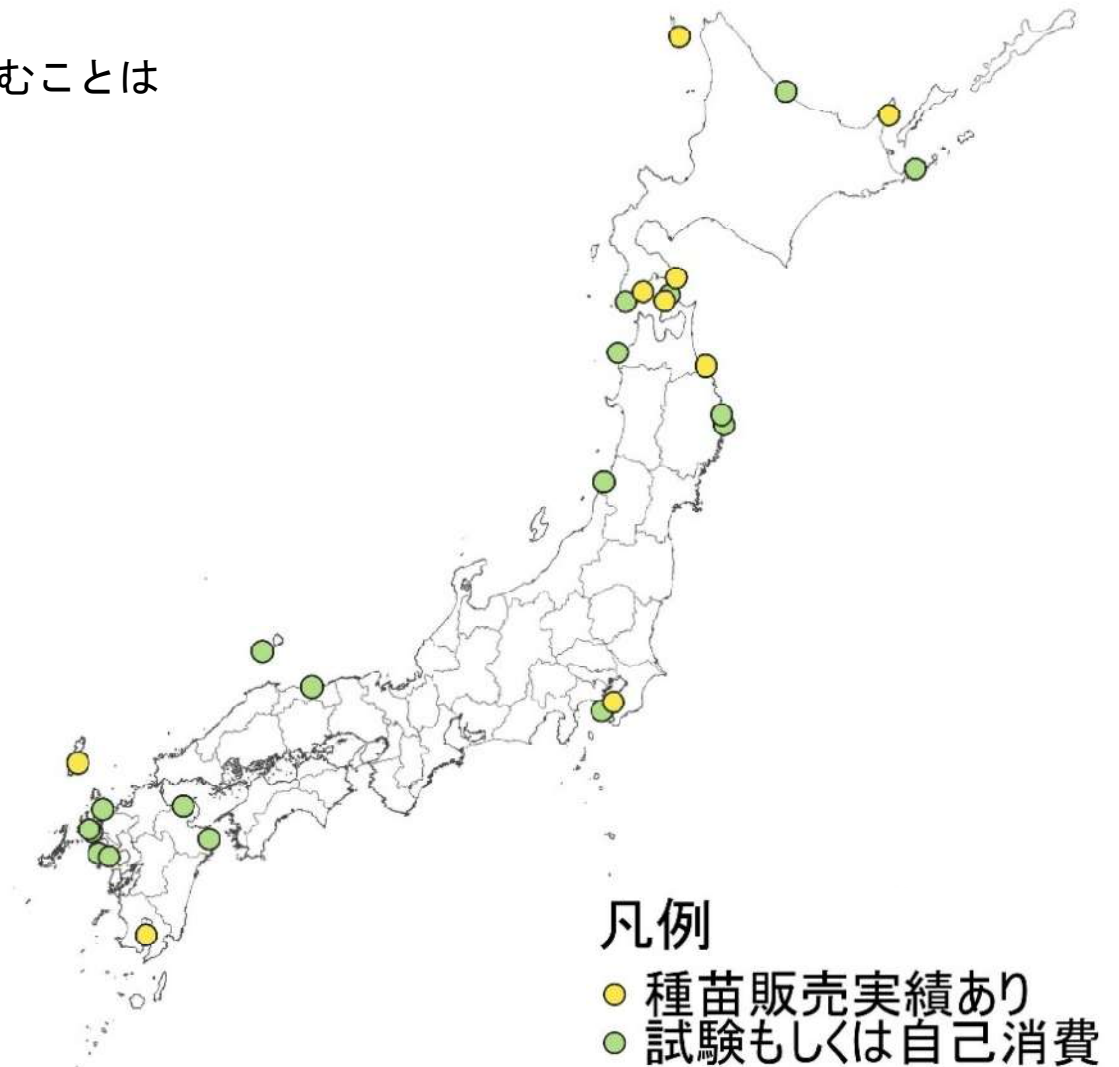 むことは
凡例
種苗販売実績あり
試験もしくは自己消費